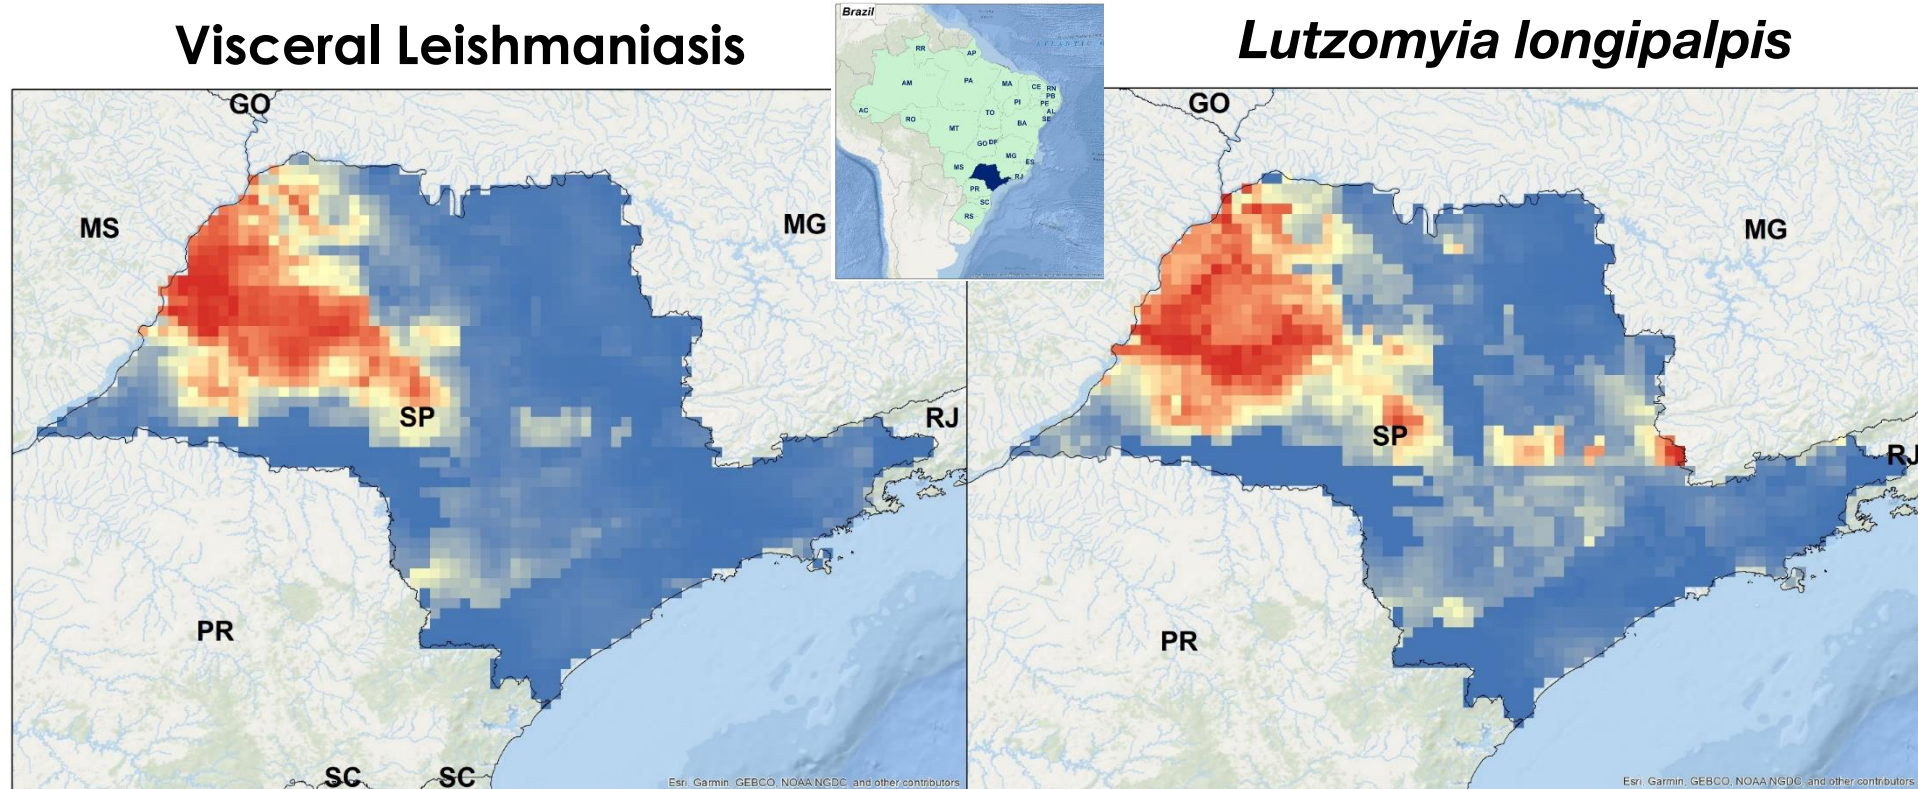 Visceral Leishmaniasis
Lutzomyia longipalpis
Brazil
RR
AP
AM
PA
MA
CE
RN
PB
PE
AL
SE
PI
AC
RO
TO
BA
MT
GO
DF
MG
ES
MS
RJ
PR
SC
RS
GO
MS
MG
SP
RJ
PR
SC
SC
Esri, Garmin, GEBCO, NOAA NGDC, and other contributors
GO
MG
SP
RJ
PR
Esri, Garmin, GEBCO, NOAA NGDC, and other contributors